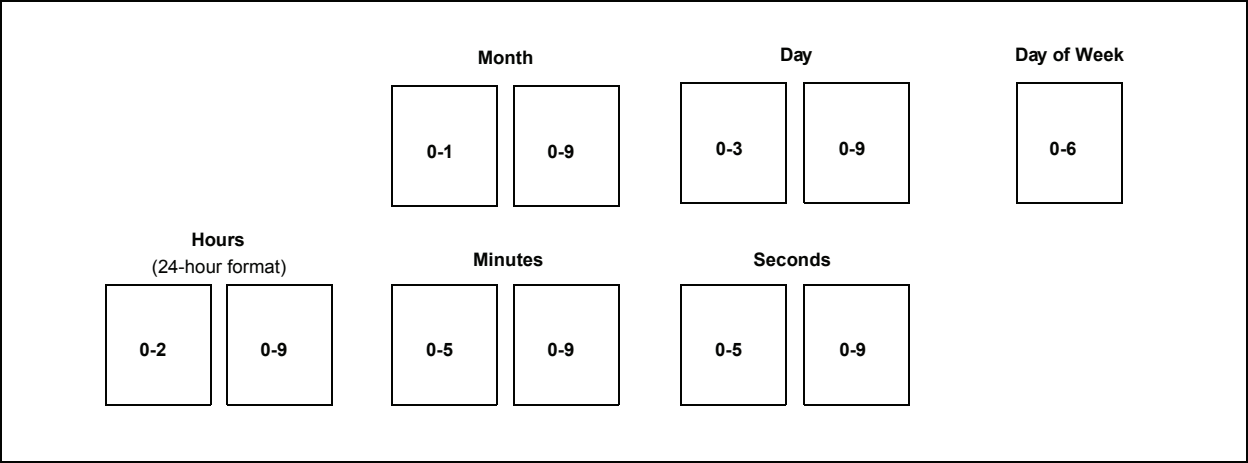 Month Day Day of Week
0-1 0-9 0-3 0-9 0-6
Hours
(24-hour format)
Minutes Seconds
0-2 0-9 0-5 0-9 0-5 0-9